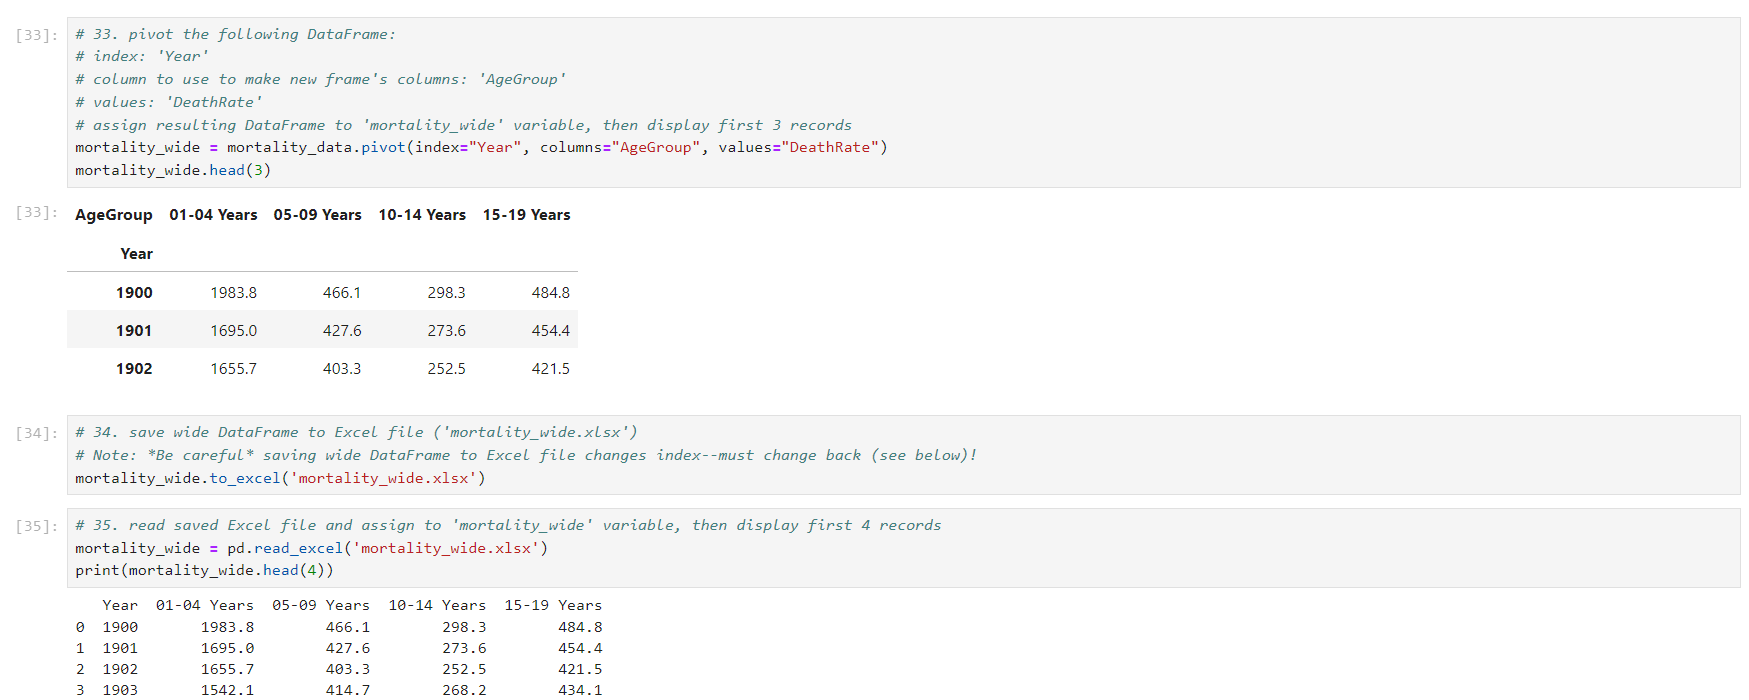 [33]: # 33. pivot the following DataFrame:
# index: 'Year'
# column to use to make new frame's columns: 'AgeGroup'
# values: 'DeathRate'
# assign resulting DataFrame to 'mortality_wide' variable, then display first 3 records
mortality_wide = mortality_data.pivot(index="Year", columns="AgeGroup", values="DeathRate")
mortality_wide.head(3)
[33]: AgeGroup 01-04 Years 05-09 Years 10-14 Years 15-19 Years
Year
1900 1983.8 466.1 298.3 484.8
1901 1695.0 427.6 273.6 454.4
1902 1655.7 403.3 252.5 421.5
[34]: # 34. save wide DataFrame to Excel file ('mortality_wide.xlsx')
# Note: *Be careful* saving wide DataFrame to Excel file changes index--must change back (see below)!
mortality_wide.to_excel('mortality_wide.xlsx')
[35]: # 35. read saved Excel file and assign to 'mortality_wide' variable, then display first 4 records
mortality_wide = pd.read_excel('mortality_wide.xlsx')
print(mortality_wide.head(4))
Year 01-04 Years 05-09 Years 10-14 Years 15-19 Years
0 1900 1983.8 466.1 298.3 484.8
1 1901 1695.0 427.6 273.6 454.4
2 1902 1655.7 403.3 252.5 421.5
3 1903 1542.1 414.7 268.2 434.1